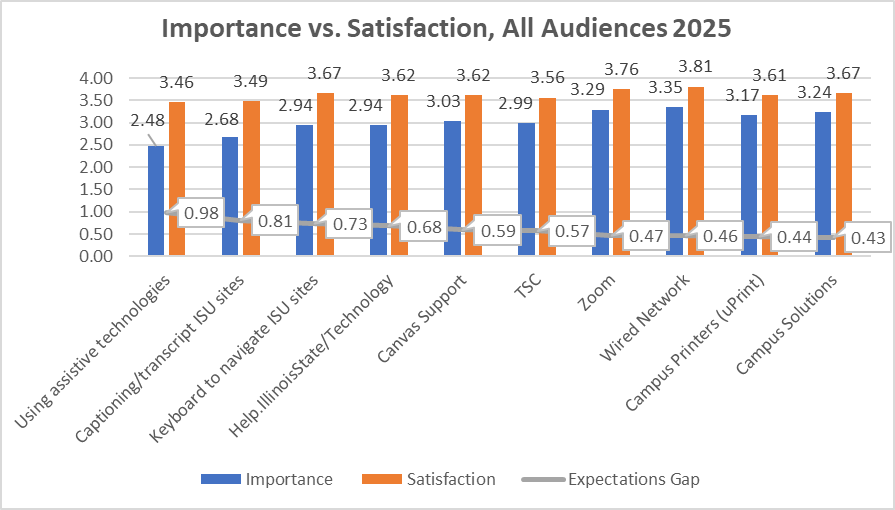 Importance vs. Satisfaction, All Audiences 2025
4.00
3.50
3.00
2.50
2.00
1.50
1.00
0.50
0.00
2.48
2.68
2.94
2.94
3.03
2.99
3.29
3.35
3.17
3.24
3.46
3.49
3.67
3.62
3.62
3.56
3.76
3.81
3.61
3.67
0.98
0.81
0.73
0.68
0.59
0.57
0.47
0.46
0.44
0.43
Using assistive technologies
Captioning/transcript ISU sites
Keyboard to navigate ISU sites
Help.IllinoisState/Technology
Canvas Support
TSC
Zoom
Wired Network
Campus Printers (uPrint)
Campus Solutions
Importance
Satisfaction
Expectations Gap